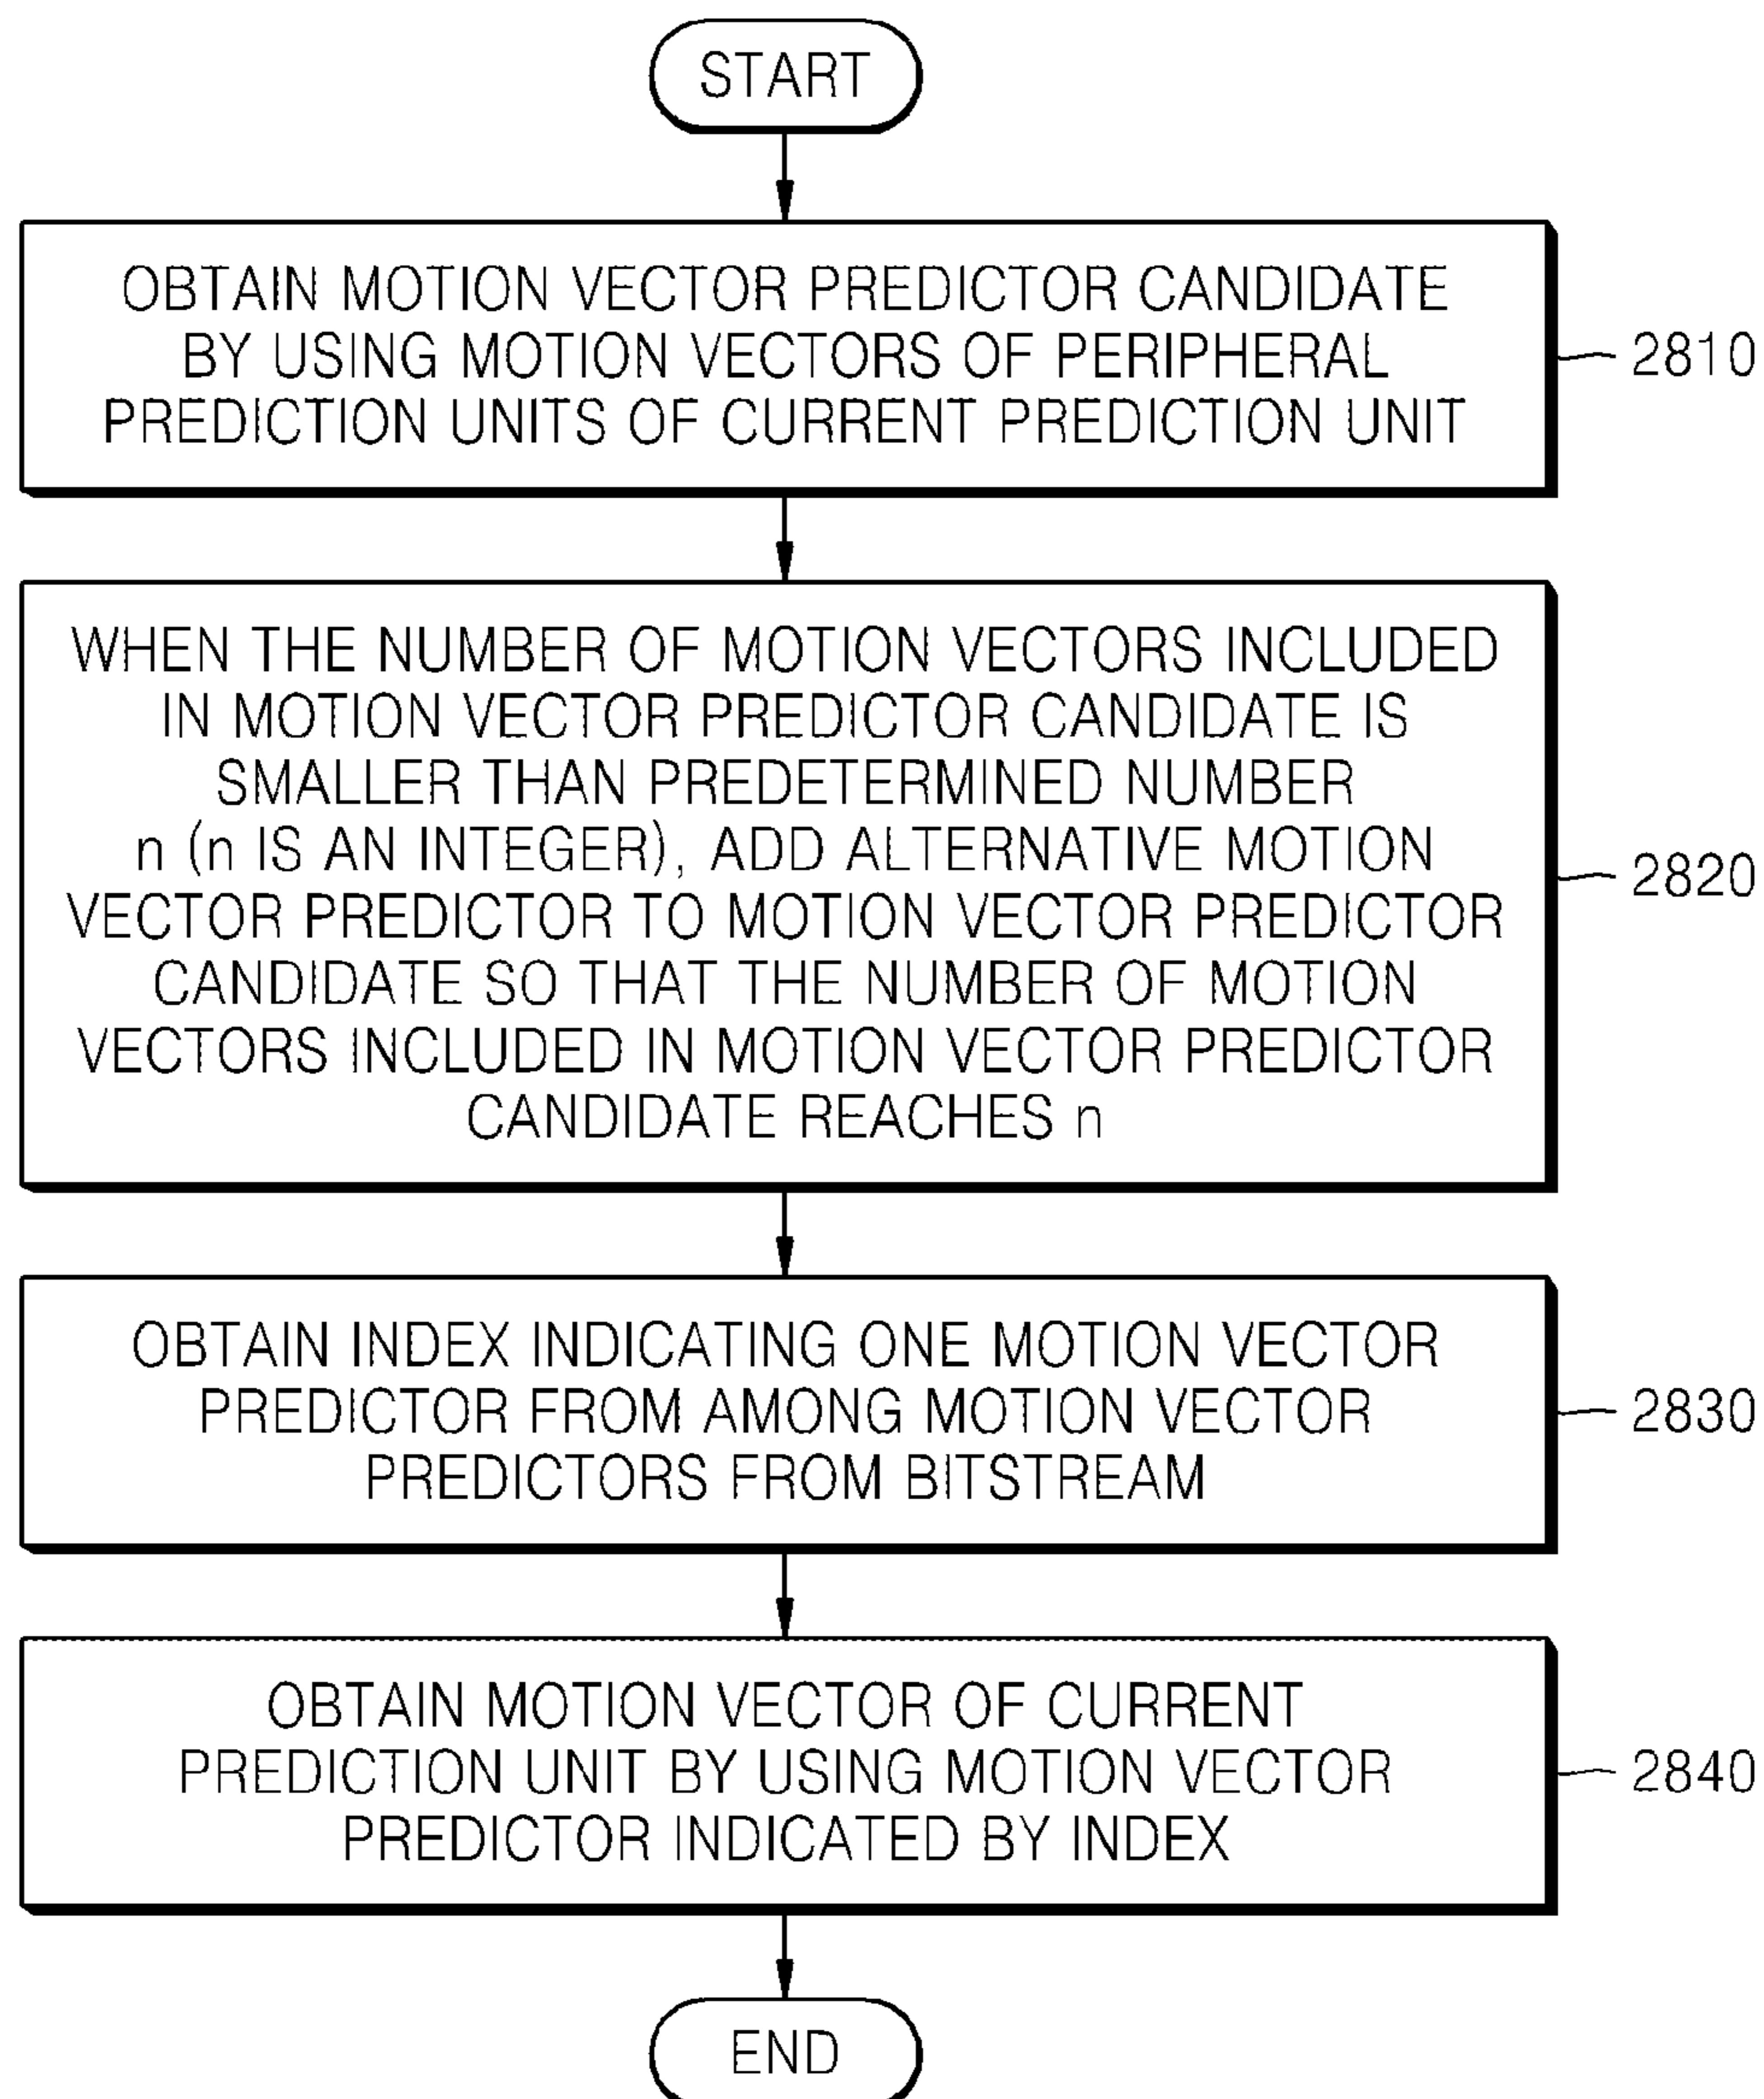 START
OBTAIN MOTION VECTOR PREDICTOR CANDIDATE
BY USING MOTION VECTORS OF PERIPHERAL
PREDICTION UNITS OF CURRENT PREDICTION UNIT
2810
WHEN THE NUMBER OF MOTION VECTORS INCLUDED
IN MOTION VECTOR PREDICTOR CANDIDATE IS
SMALLER THAN PREDETERMINED NUMBER
n (n IS AN INTEGER), ADD ALTERNATIVE MOTION
VECTOR PREDICTOR TO MOTION VECTOR PREDICTOR
CANDIDATE SO THAT THE NUMBER OF MOTION
VECTORS INCLUDED IN MOTION VECTOR PREDICTOR
CANDIDATE REACHES n
2820
OBTAIN INDEX INDICATING ONE MOTION VECTOR
PREDICTOR FROM AMONG MOTION VECTOR
PREDICTORS FROM BITSTREAM
2830
OBTAIN MOTION VECTOR OF CURRENT
PREDICTION UNIT BY USING MOTION VECTOR
PREDICTOR INDICATED BY INDEX
2840
END